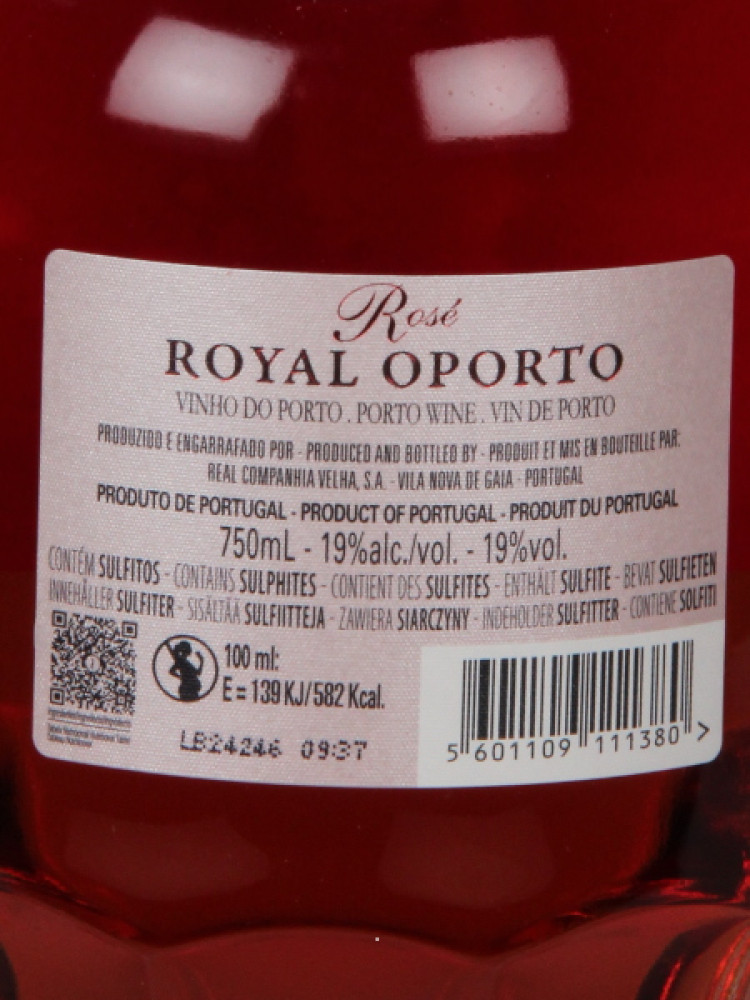 Rosé
ROYAL OPORTO
VINHO DO PORTO . PORTO WINE . VIN DE PORTO
PRODUZIDO E ENGARRAFADO POR - PRODUCED AND BOTTLED BY - PRODUIT ET MIS EN BOUTEILLE PAR:
REAL COMPANHIA VELHA, S.A. - VILA NOVA DE GAIA - PORTUGAL
PRODUTO DE PORTUGAL - PRODUCT OF PORTUGAL - PRODUIT DU PORTUGAL
750mL - 19%alc./vol. - 19%vol.
CONTÉM SULFITOS - CONTAINS SULPHITES - CONTIENT DES SULFITES - ENTHÄLT SULFITE - BEVAT SULFIETEN
INNEHÅLLER SULFITER - SISÄLTÄÄ SULFIITTEJA - ZAWIERA SIARCZYNY - INDEHOLDER SULFITTER - CONTIENE SOLFITI
100 ml:
E = 139 KJ/582 Kcal.
LB24246 09:37
5 601109 111380 >